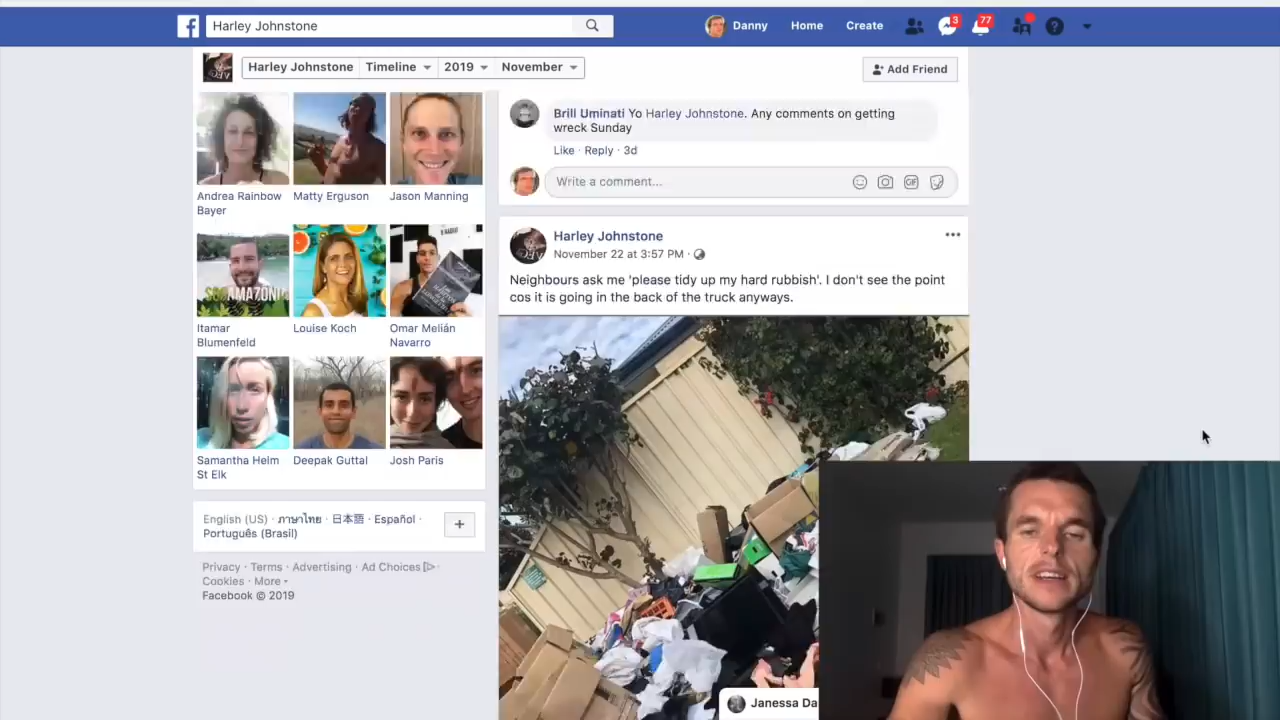 Harley Johnstone
Danny
Home
Create
3
77
Harley Johnstone
Timeline
2019
November
Add Friend
Andrea Rainbow
Bayer
Matty Erguson
Jason Manning
Itamar
Blumenfeld
Louise Koch
Omar Melián
Navarro
Samantha Helm
St Elk
Deepak Guttal
Josh Paris
English (US) · ภาษาไทย · 日本語 · Español ·
Português (Brasil)
Privacy · Terms · Advertising · Ad Choices ·
Cookies · More
Facebook © 2019
Brill Uminati Yo Harley Johnstone. Any comments on getting
wreck Sunday
Like · Reply · 3d
Write a comment...
GIF
Harley Johnstone
November 22 at 3:57 PM ·
Neighbours ask me 'please tidy up my hard rubbish'. I don't see the point
cos it is going in the back of the truck anyways.
Janessa Da